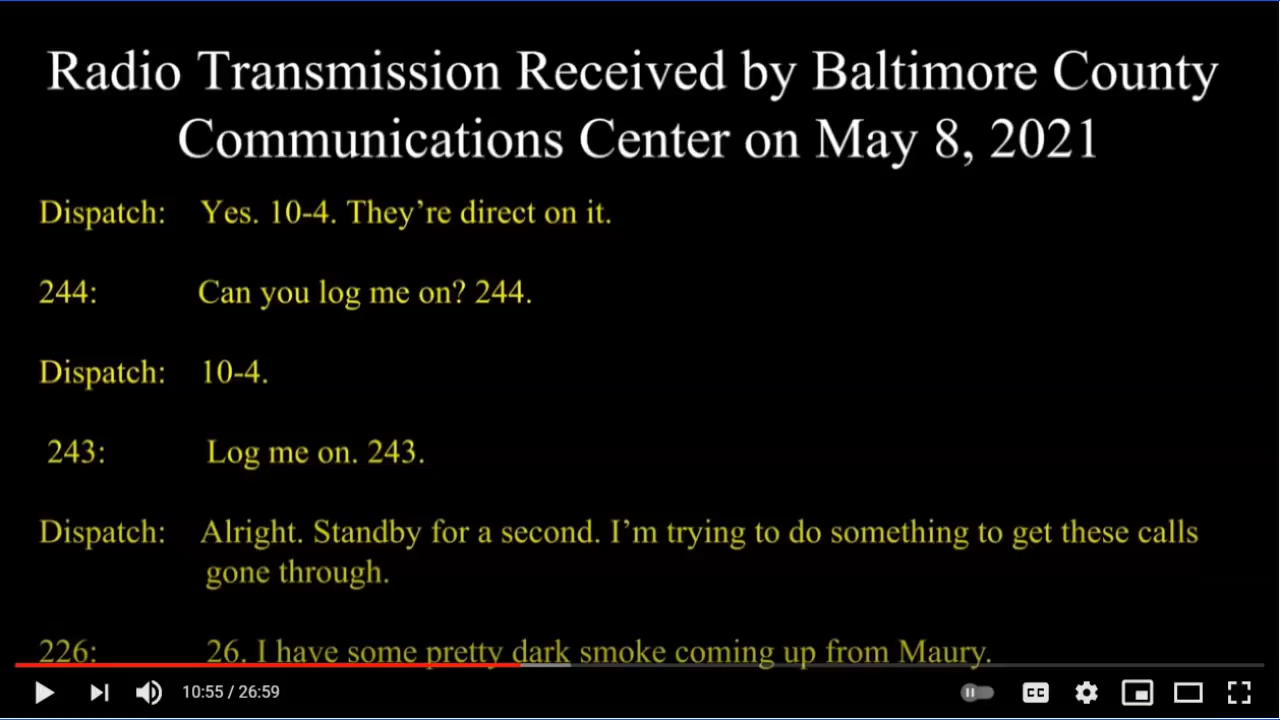 Radio Transmission Received by Baltimore County
Communications Center on May 8, 2021
Dispatch: Yes. 10-4. They’re direct on it.
244: Can you log me on? 244.
Dispatch: 10-4.
243: Log me on. 243.
Dispatch: Alright. Standby for a second. I’m trying to do something to get these calls
gone through.
226: 26. I have some pretty dark smoke coming up from Maury.
10:55 / 26:59
CC